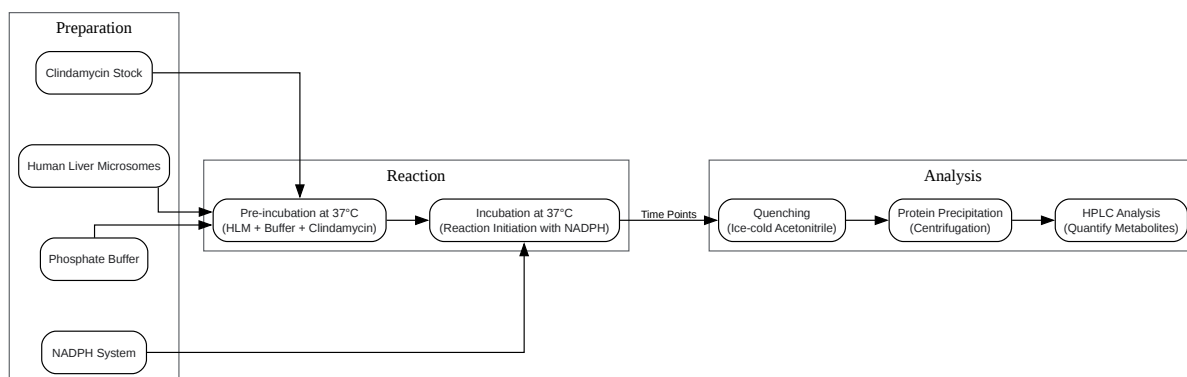 Preparation
Clindamycin Stock
Human Liver Microsomes
Phosphate Buffer
NADPH System
Reaction
Pre-incubation at 37°C
(HLM + Buffer + Clindamycin)
Incubation at 37°C
(Reaction Initiation with NADPH)
Time Points
Analysis
Quenching
(Ice-cold Acetonitrile)
Protein Precipitation
(Centrifugation)
HPLC Analysis
(Quantify Metabolites)